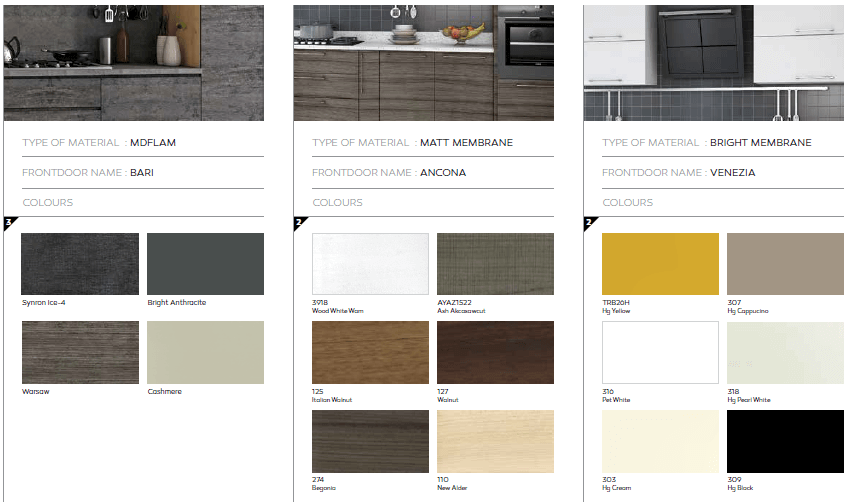 TYPE OF MATERIAL : MDFLAM
FRONTDOOR NAME : BARI
COLOURS
3
Synron Ice-4
Bright Anthracite
Warsaw
Cashmere
TYPE OF MATERIAL : MATT MEMBRANE
FRONTDOOR NAME : ANCONA
COLOURS
2
3918
Wood White Wom
AYAZ1522
Ash Akcaawcut
125
Italian Walnut
127
Walnut
274
Begonia
110
New Alder
TYPE OF MATERIAL : BRIGHT MEMBRANE
FRONTDOOR NAME : VENEZIA
COLOURS
2
TRB26H
Hg Yellow
307
Hg Cappucino
316
Pet White
318
Hg Pearl White
303
Hg Cream
309
Hg Black